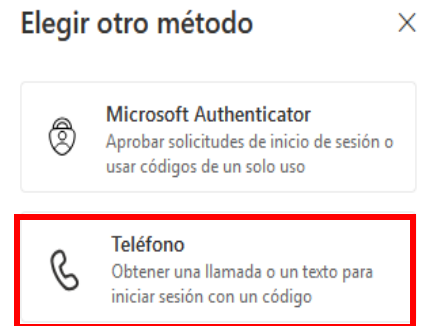 Elegir otro método
Microsoft Authenticator
Aprobar solicitudes de inicio de sesión o
usar códigos de un solo uso
Teléfono
Obtener una llamada o un texto para
iniciar sesión con un código